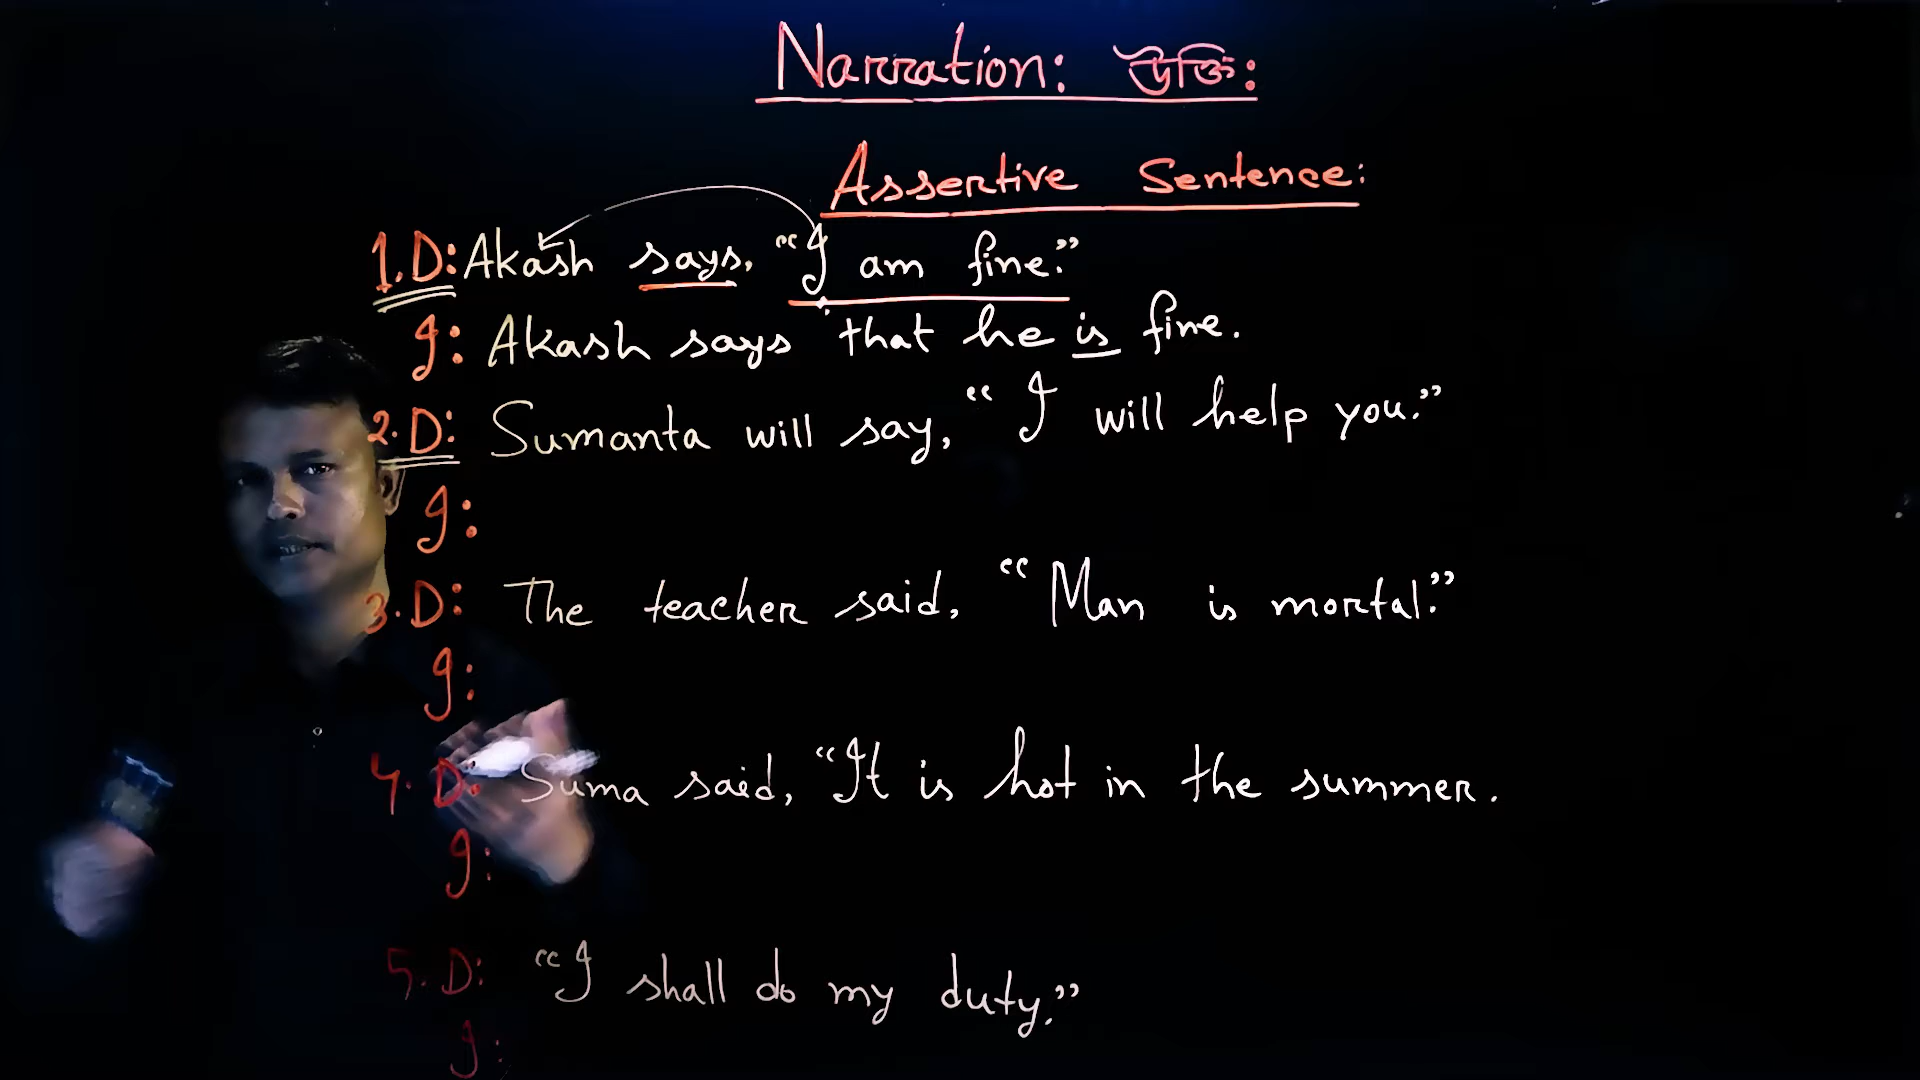 Narration: উক্তি:
Assertive Sentence:
1.D: Akash says, "I am fine."
I: Akash says that he is fine.
2.D: Sumanta will say, "I will help you."
I:
3.D: The teacher said, "Man is mortal."
I:
4.D: Suma said, "It is hot in the summer.
I:
5.D: "I shall do my duty."
I: